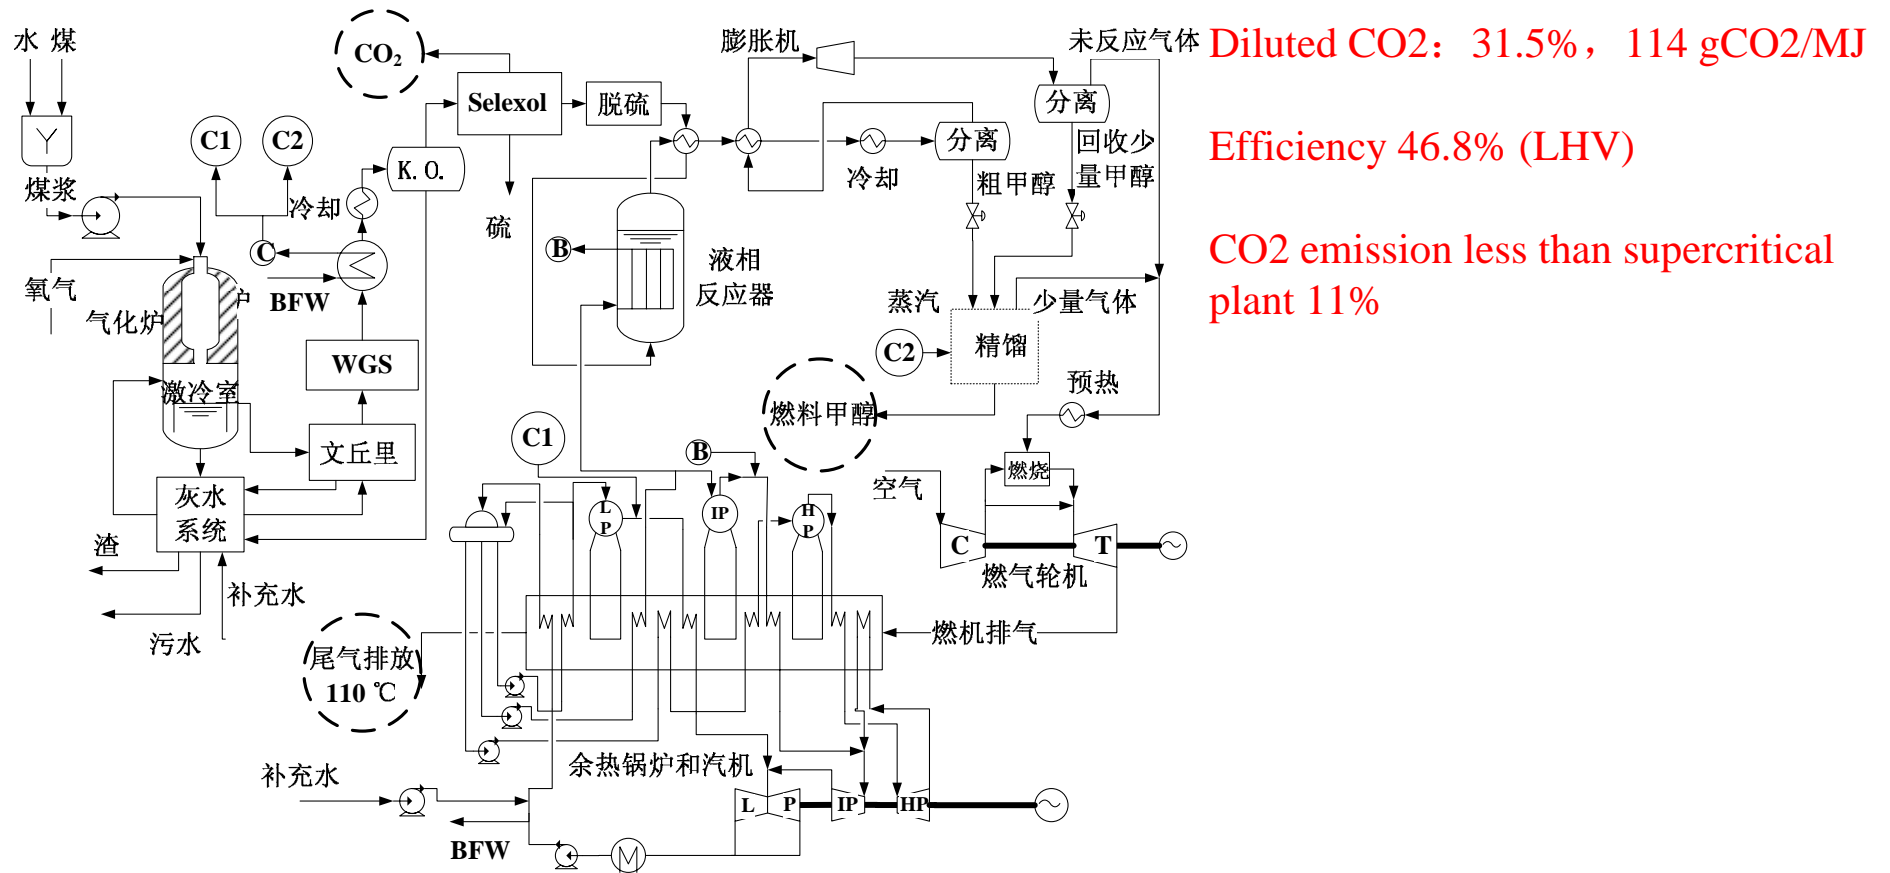 水 煤
煤浆
氧气
气化炉
炉
激冷室
灰水
系统
渣
污水
补充水
文丘里
WGS
BFW
C
C1
C2
冷却
K.O.
CO₂
Selexol
硫
脱硫
B
液相
反应器
膨胀机
冷却
分离
粗甲醇
分离
未反应气体
回收少
量甲醇
蒸汽
C2
精馏
少量气体
燃料甲醇
预热
燃烧
空气
C
T
燃气轮机
燃机排气
C1
B
L
P
IP
H
P
尾气排放
110 ℃
余热锅炉和汽机
补充水
BFW
L P
IP
HP
Diluted CO2：31.5%，114 gCO2/MJ
Efficiency 46.8% (LHV)
CO2 emission less than supercritical
plant 11%